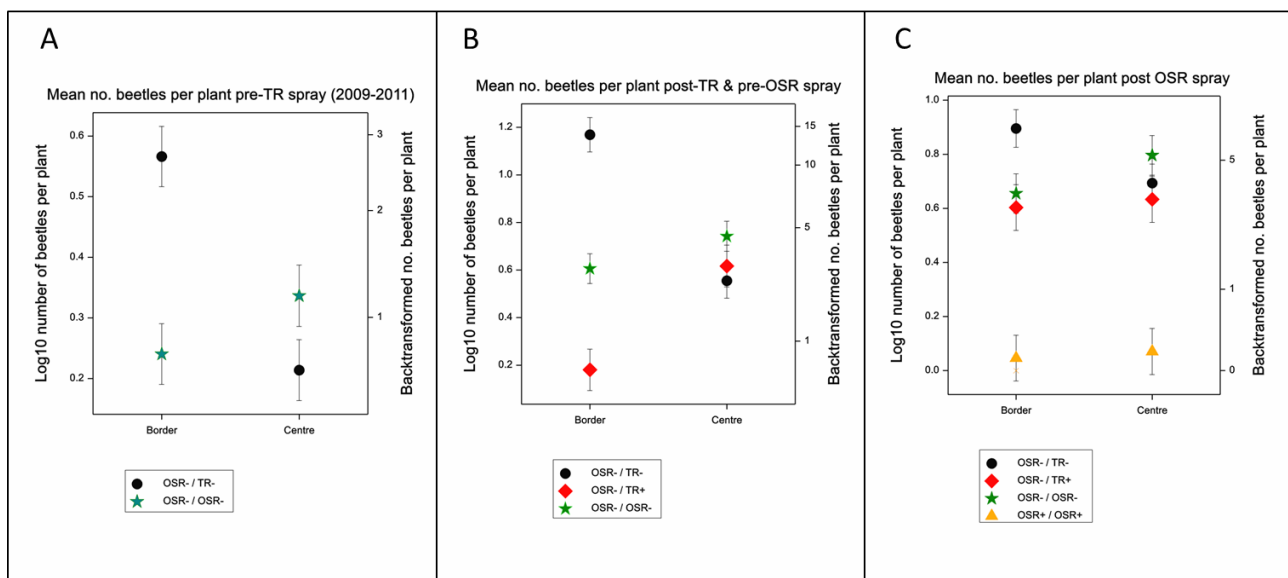 A
Mean no. beetles per plant pre-TR spray (2009-2011)
Log10 number of beetles per plant
0.6
0.5
0.4
0.3
0.2
3
2
1
Backtransformed no. beetles per plant
Border
Centre
OSR- / TR-
OSR- / OSR-
B
Mean no. beetles per plant post-TR & pre-OSR spray
Log10 number of beetles per plant
1.2
1.0
0.8
0.6
0.4
0.2
15
10
5
1
Backtransformed no. beetles per plant
Border
Centre
OSR- / TR-
OSR- / TR+
OSR- / OSR-
C
Mean no. beetles per plant post OSR spray
Log10 number of beetles per plant
1.0
0.8
0.6
0.4
0.2
0.0
5
1
0
Backtransformed no. beetles per plant
Border
Centre
OSR- / TR-
OSR- / TR+
OSR- / OSR-
OSR+ / OSR+